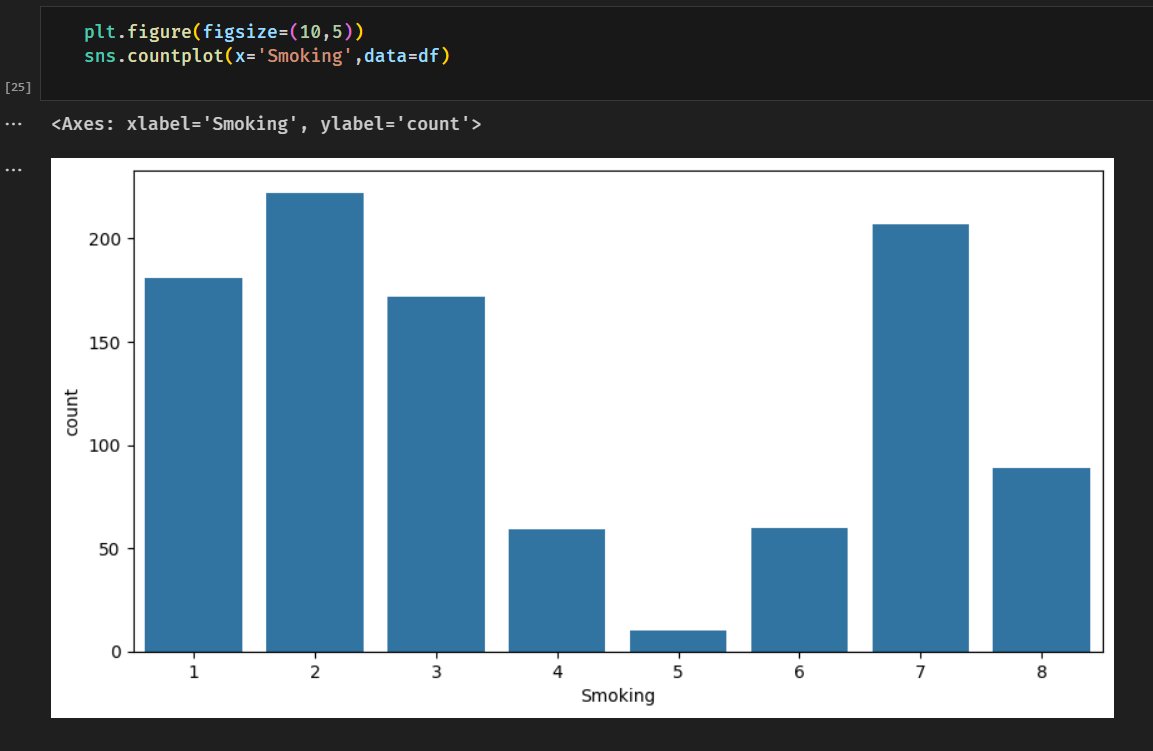 plt.figure(figsize=(10,5))
sns.countplot(x='Smoking',data=df)
[25]
... <Axes: xlabel='Smoking', ylabel='count'>
...
200
150
100
50
0
count
1 2 3 4 5 6 7 8
Smoking